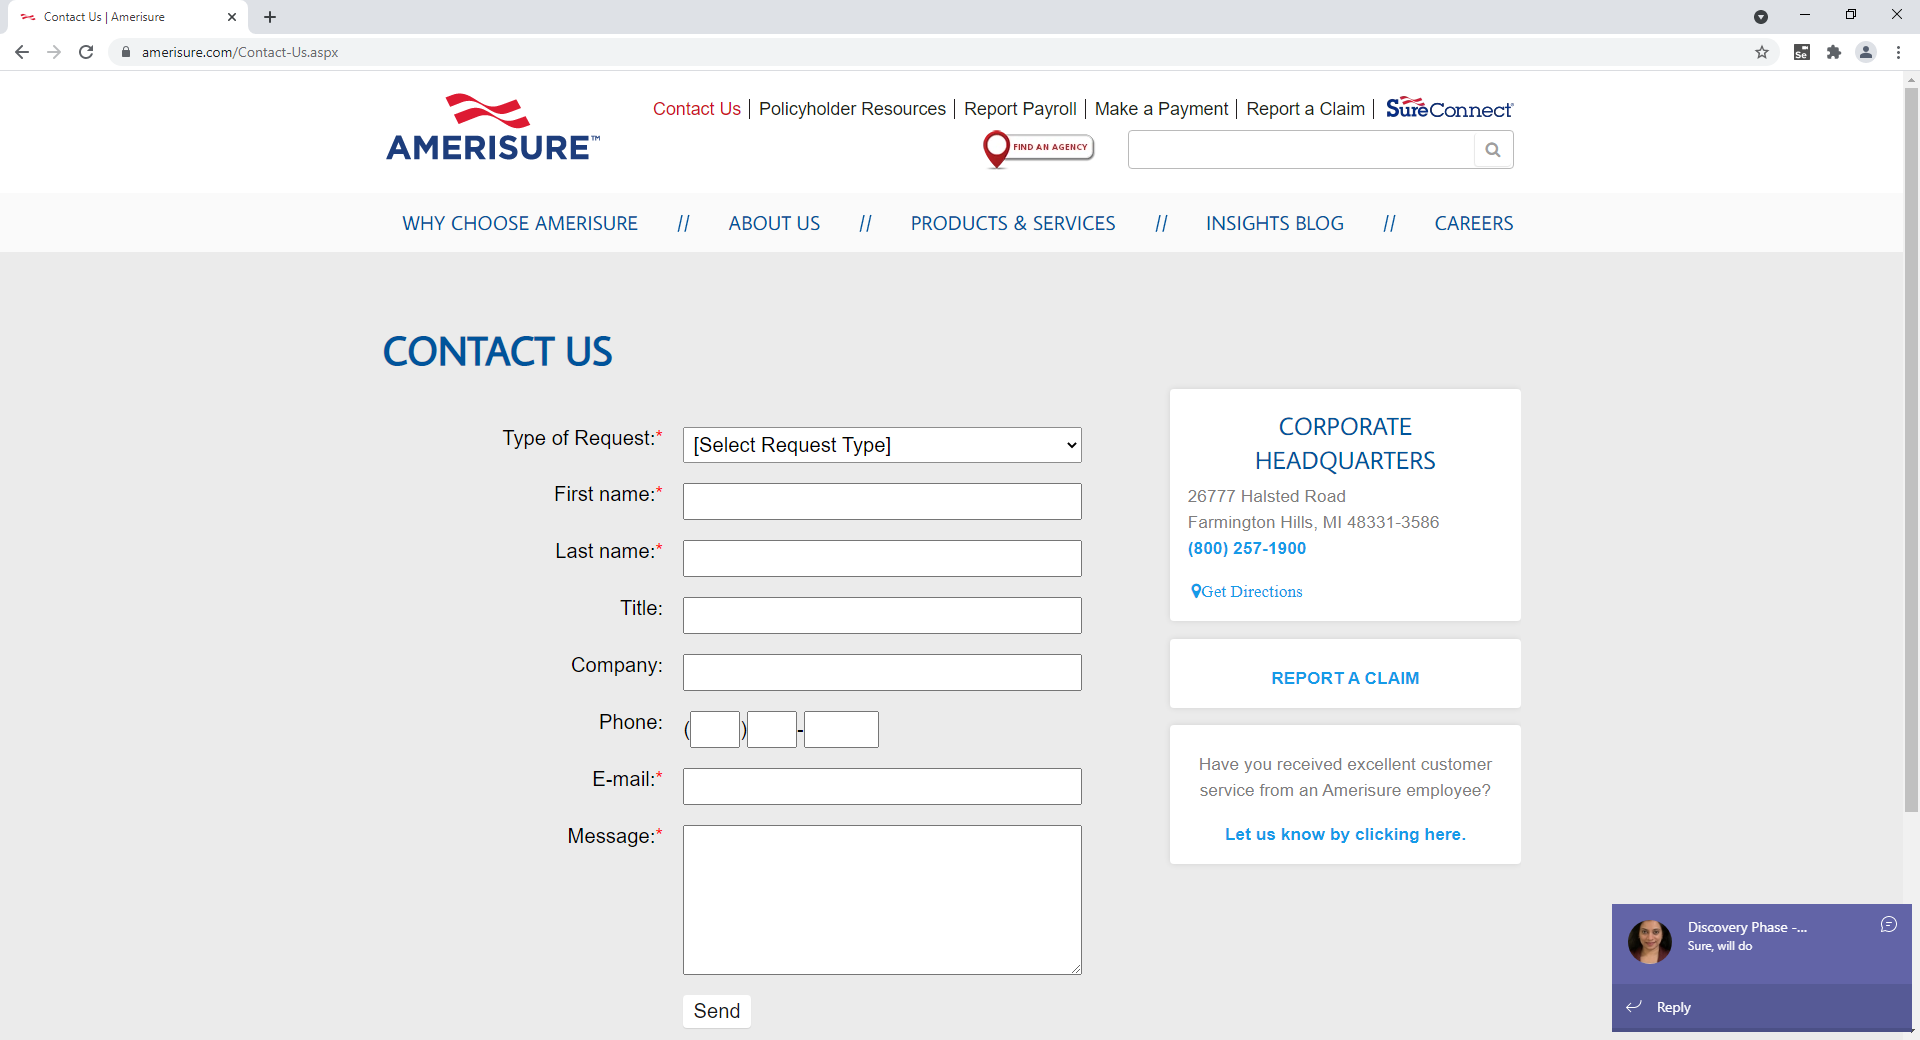 Contact Us | Amerisure
amerisure.com/Contact-Us.aspx
Se
AMERISURE™
Contact Us | Policyholder Resources | Report Payroll | Make a Payment | Report a Claim | SureConnect
FIND AN AGENCY
WHY CHOOSE AMERISURE // ABOUT US // PRODUCTS & SERVICES // INSIGHTS BLOG // CAREERS
CONTACT US
Type of Request:* [Select Request Type]
First name:*
Last name:*
Title:
Company:
Phone: ( ) -
E-mail:*
Message:*
Send
CORPORATE
HEADQUARTERS
26777 Halsted Road
Farmington Hills, MI 48331-3586
(800) 257-1900
Get Directions
REPORT A CLAIM
Have you received excellent customer
service from an Amerisure employee?
Let us know by clicking here.
Discovery Phase -...
Sure, will do
Reply